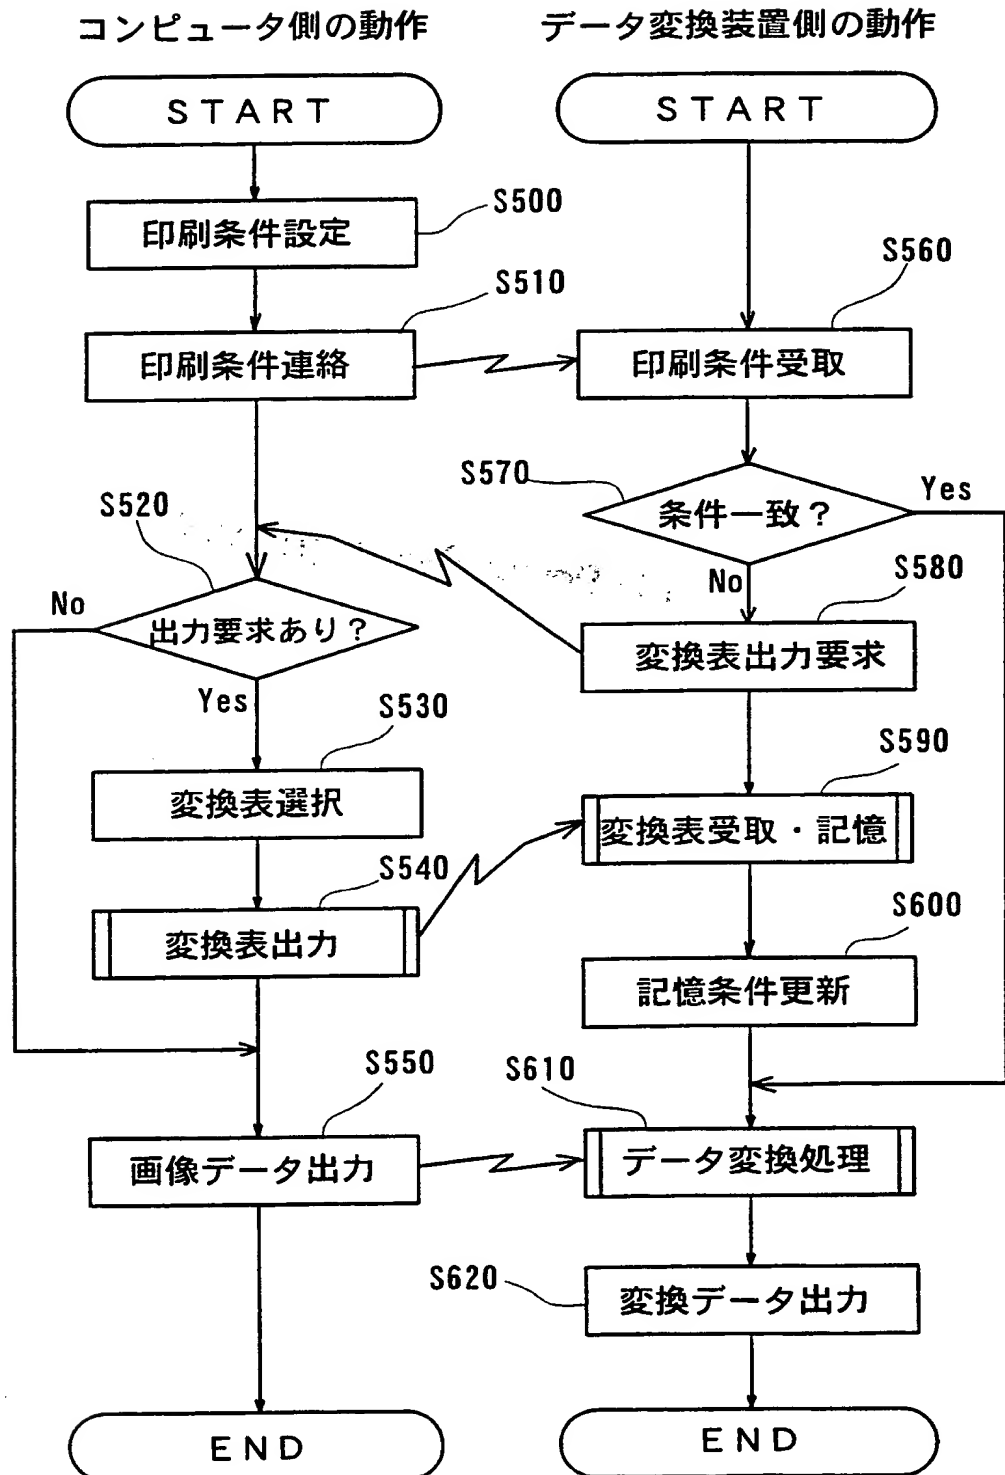 コンピュータ側の動作
START
S500
印刷条件設定
S510
印刷条件連絡
S520
No
出力要求あり?
Yes
S530
変換表選択
S540
変換表出力
S550
画像データ出力
END
データ変換装置側の動作
START
S560
印刷条件受取
S570
Yes
条件一致?
No
S580
変換表出力要求
S590
変換表受取・記憶
S600
記憶条件更新
S610
データ変換処理
S620
変換データ出力
END